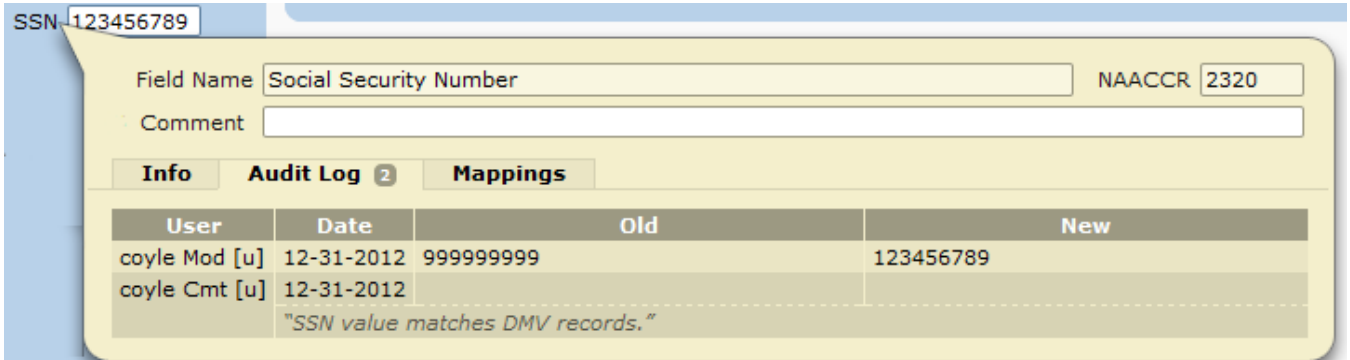 SSN 123456789
Field Name Social Security Number NAACCR 2320
Comment
Info Audit Log 2 Mappings
User Date Old New
coyle Mod [u] 12-31-2012 999999999 123456789
coyle Cmt [u] 12-31-2012
“SSN value matches DMV records.”